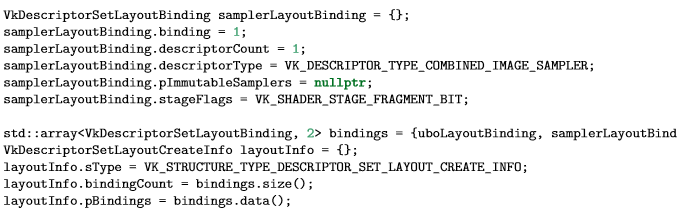 VkDescriptorSetLayoutBinding samplerLayoutBinding = {};
samplerLayoutBinding.binding = 1;
samplerLayoutBinding.descriptorCount = 1;
samplerLayoutBinding.descriptorType = VK_DESCRIPTOR_TYPE_COMBINED_IMAGE_SAMPLER;
samplerLayoutBinding.pImmutableSamplers = nullptr;
samplerLayoutBinding.stageFlags = VK_SHADER_STAGE_FRAGMENT_BIT;
std::array<VkDescriptorSetLayoutBinding, 2> bindings = {uboLayoutBinding, samplerLayoutBind
VkDescriptorSetLayoutCreateInfo layoutInfo = {};
layoutInfo.sType = VK_STRUCTURE_TYPE_DESCRIPTOR_SET_LAYOUT_CREATE_INFO;
layoutInfo.bindingCount = bindings.size();
layoutInfo.pBindings = bindings.data();